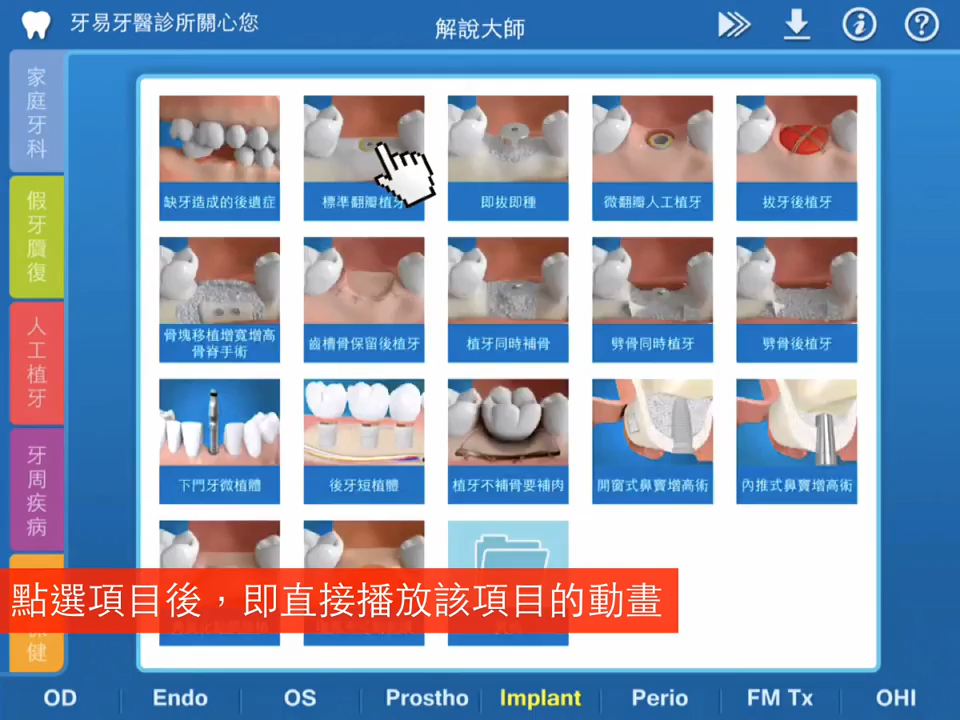 牙易牙醫診所關心您
解說大師
家庭牙科
假牙贋復
人工植牙
牙周疾病
健
缺牙造成的後遺症
標準翻瓣植牙
即拔即種
微翻瓣人工植牙
拔牙後植牙
骨塊移植增寬增高
骨脊手術
齒槽骨保留後植牙
植牙同時補骨
劈骨同時植牙
劈骨後植牙
下門牙微植體
後牙短植體
植牙不補骨要補肉
開窗式鼻竇增高術
內推式鼻竇增高術
點選項目後，即直接播放該項目的動畫
OD
Endo
OS
Prostho
Implant
Perio
FM Tx
OHI